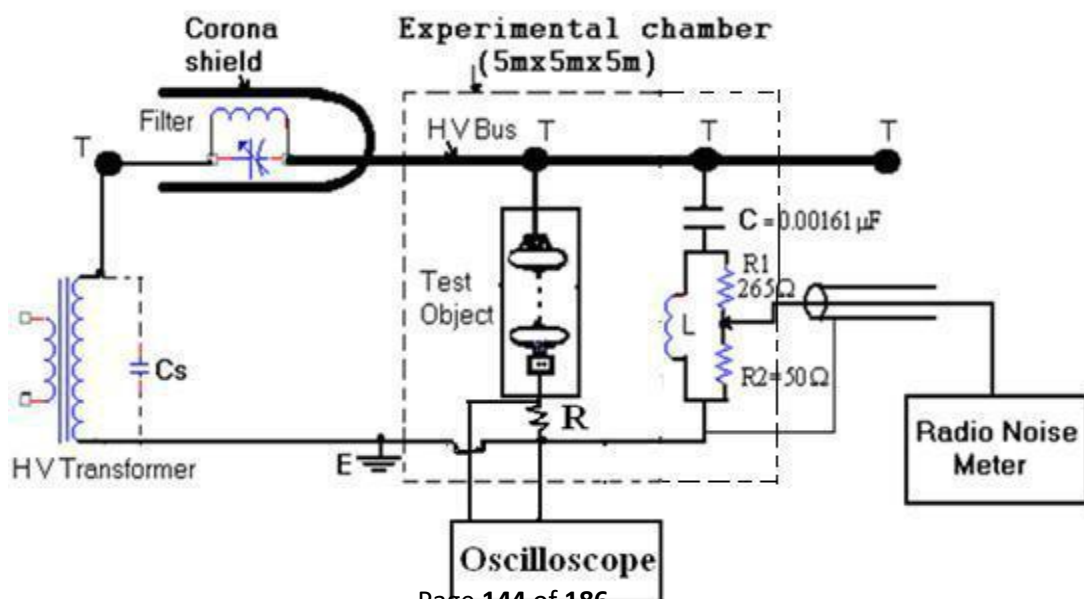 Corona
shield
Experimental chamber
(5mx5mx5m)
Filter
T
H.V Bus
T
T
T
C = 0.00161 μF
R1
265Ω
Test
Object
L
Cs
R2=50Ω
R
Radio Noise
Meter
H V Transformer
E
Oscilloscope
Page 144 of 186